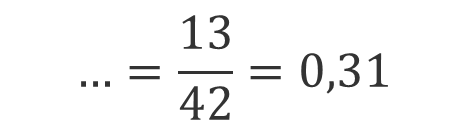 ... = 13/42 = 0,31